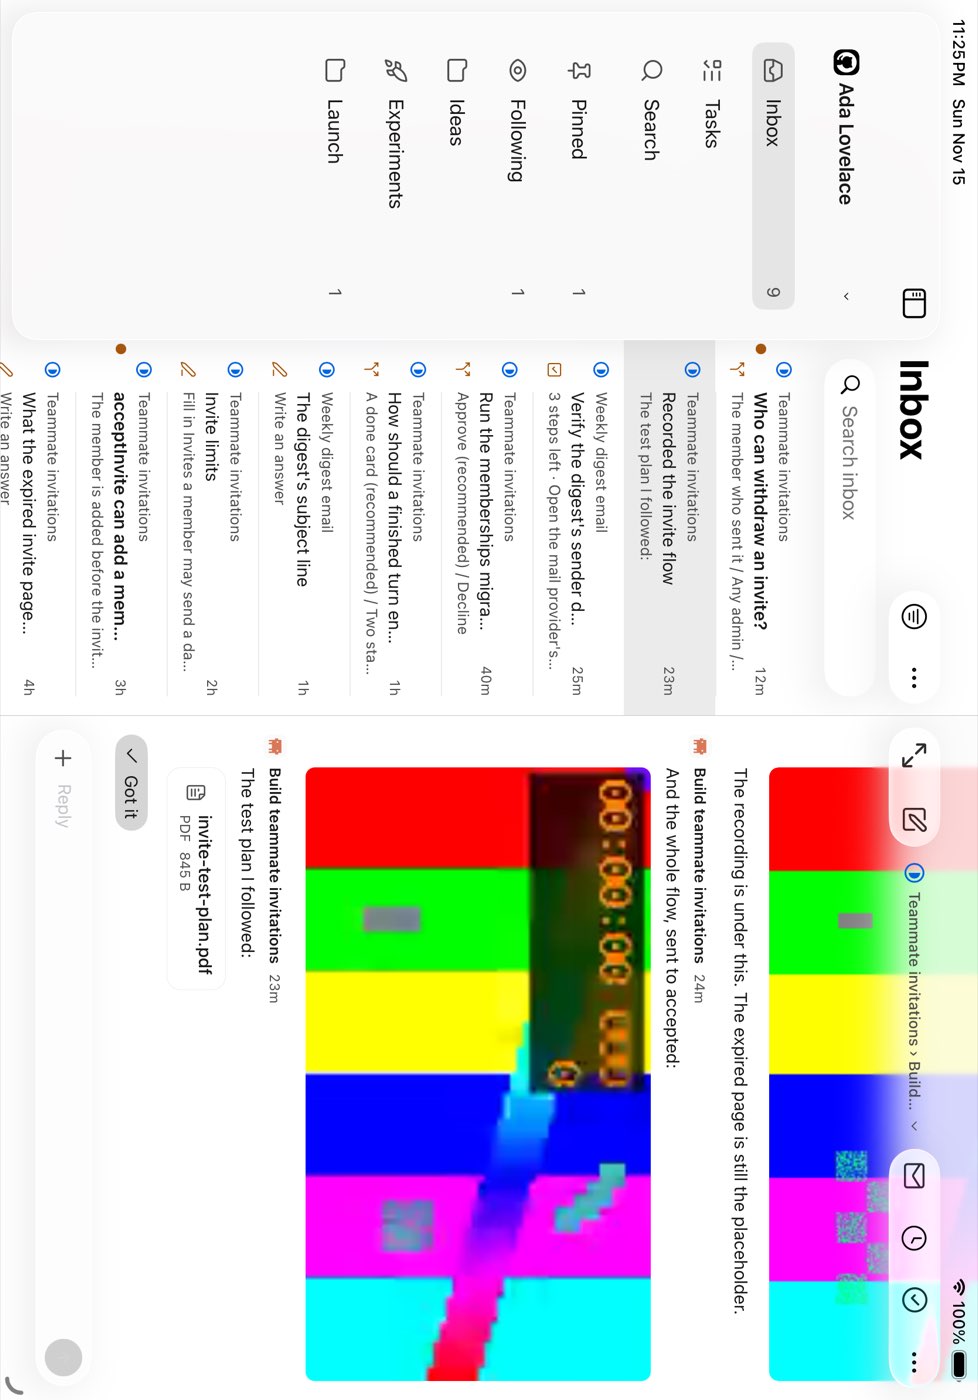 11:25 PM Sun Nov 15
100%
Ada Lovelace
Inbox 9
Tasks
Search
Pinned 1
Following 1
Ideas
Experiments
Launch 1
Inbox
Search inbox
Teammate invitations
Who can withdraw an invite? 12m
The member who sent it / Any admin /...
Teammate invitations
Recorded the invite flow 23m
The test plan I followed:
Weekly digest email
Verify the digest's sender d... 25m
3 steps left · Open the mail provider's...
Teammate invitations
Run the memberships migra... 40m
Approve (recommended) / Decline
Teammate invitations
How should a finished turn en... 1h
A done card (recommended) / Two sta...
Weekly digest email
The digest's subject line 1h
Write an answer
Teammate invitations
Invite limits 2h
Fill in Invites a member may send a da...
Teammate invitations
acceptInvite can add a mem... 3h
The member is added before the invit...
Teammate invitations
What the expired invite page... 4h
Write an answer
Teammate invitations › Build...
The recording is under this. The expired page is still the placeholder.
Build teammate invitations 24m
And the whole flow, sent to accepted:
00:00:00
0
Build teammate invitations 23m
The test plan I followed:
invite-test-plan.pdf
PDF 845 B
Got it
Reply